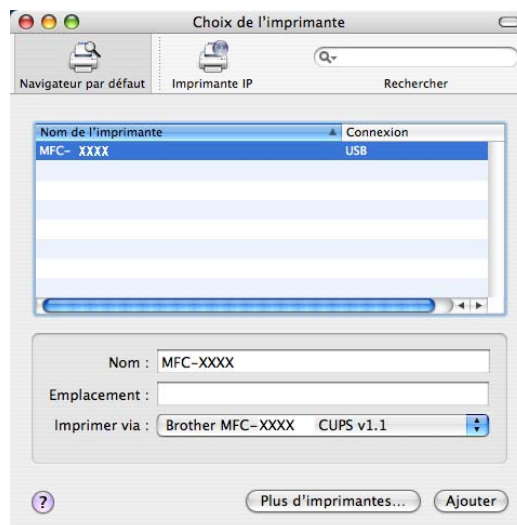 Choix de l'imprimante
Navigateur par défaut Imprimante IP Rechercher
Nom de l'imprimante Connexion
MFC- XXXX USB
Nom : MFC-XXXX
Emplacement :
Imprimer via : Brother MFC-XXXX CUPS v1.1
? Plus d'imprimantes... Ajouter